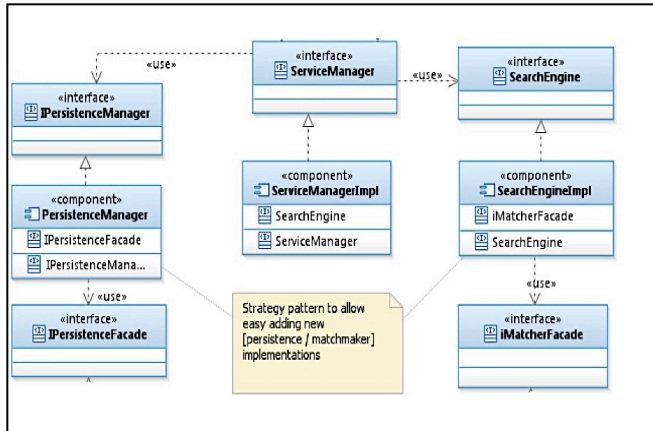 «interface»
ServiceManager
«use»
«use»
«interface»
SearchEngine
«interface»
IPersistenceManager
«component»
PersistenceManager
IPersistenceFacade
IPersistenceMana...
«component»
ServiceManagerImpl
SearchEngine
ServiceManager
«component»
SearchEngineImpl
iMatcherFacade
SearchEngine
«use»
«use»
Strategy pattern to allow
easy adding new
[persistence / matchmaker]
implementations
«interface»
IPersistenceFacade
«interface»
iMatcherFacade